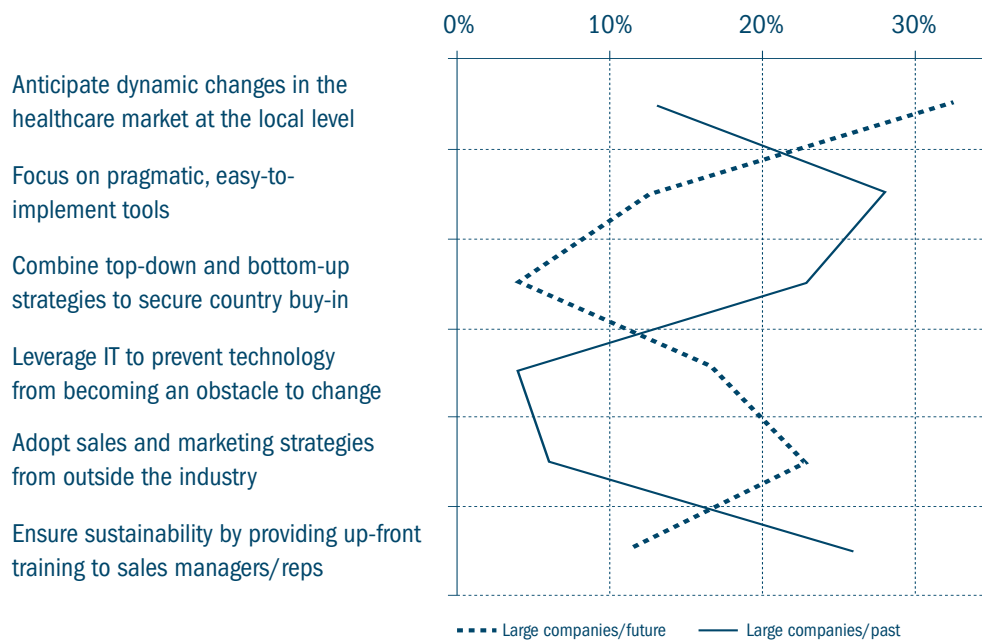 0% 10% 20% 30%
Anticipate dynamic changes in the
healthcare market at the local level
Focus on pragmatic, easy-to-
implement tools
Combine top-down and bottom-up
strategies to secure country buy-in
Leverage IT to prevent technology
from becoming an obstacle to change
Adopt sales and marketing strategies
from outside the industry
Ensure sustainability by providing up-front
training to sales managers/reps
Large companies/future Large companies/past